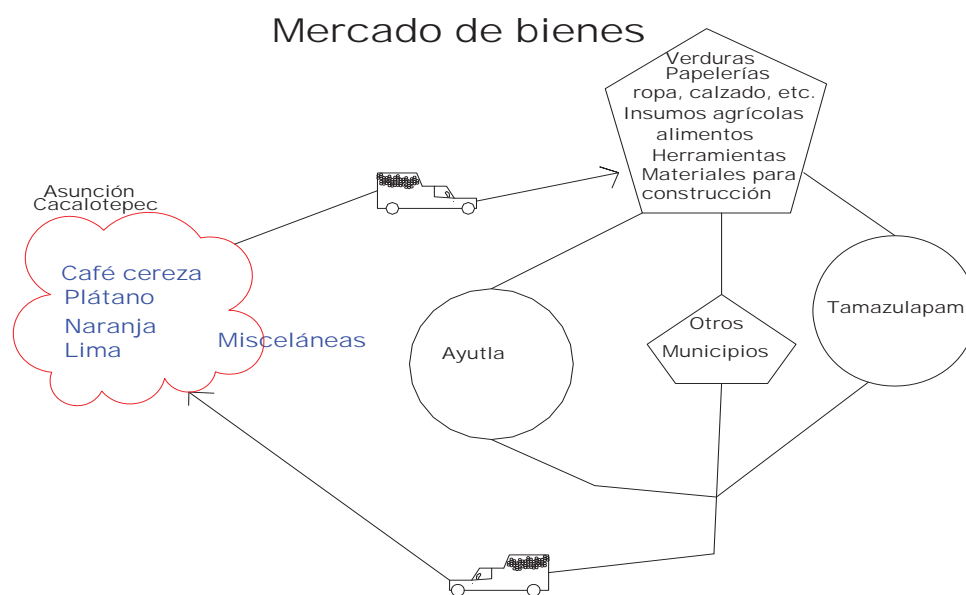 Mercado de bienes
Verduras
Papelerías
ropa, calzado, etc.
Insumos agrícolas
alimentos
Herramientas
Materiales para
construcción
Asunción
Cacalotepec
Café cereza
Plátano
Naranja
Lima
Misceláneas
Ayutla
Otros
Municipios
Tamazulapam